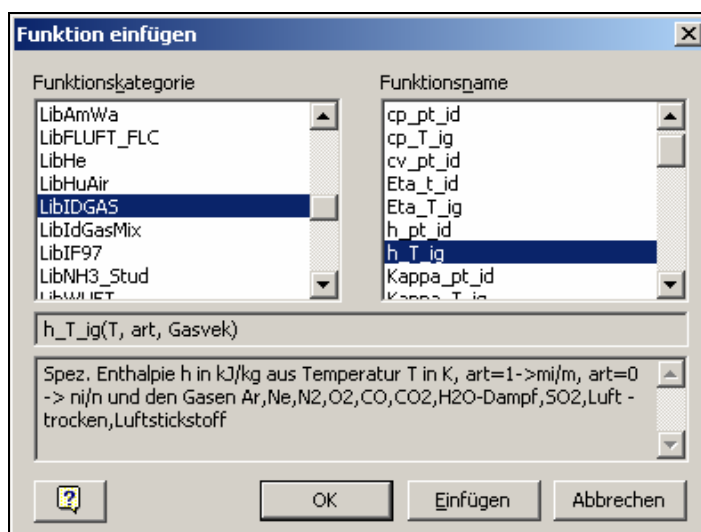 Funktion einfügen
Funktionskategorie
Funktionsname
LibAmWa
LibFLUFT_FLC
LibHe
LibHuAir
LibIDGAS
LibIdGasMix
LibIF97
LibNH3_Stud
LibWUFT
cp_pt_id
cp_T_ig
cv_pt_id
Eta_t_id
Eta_T_ig
h_pt_id
h_T_ig
Kappa_pt_id
Kappa_T_ig
h_T_ig(T, art, Gasvek)
Spez. Enthalpie h in kJ/kg aus Temperatur T in K, art=1->mi/m, art=0
-> ni/n und den Gasen Ar,Ne,N2,O2,CO,CO2,H2O-Dampf,SO2,Luft -
trocken,Luftstickstoff
OK
Einfügen
Abbrechen